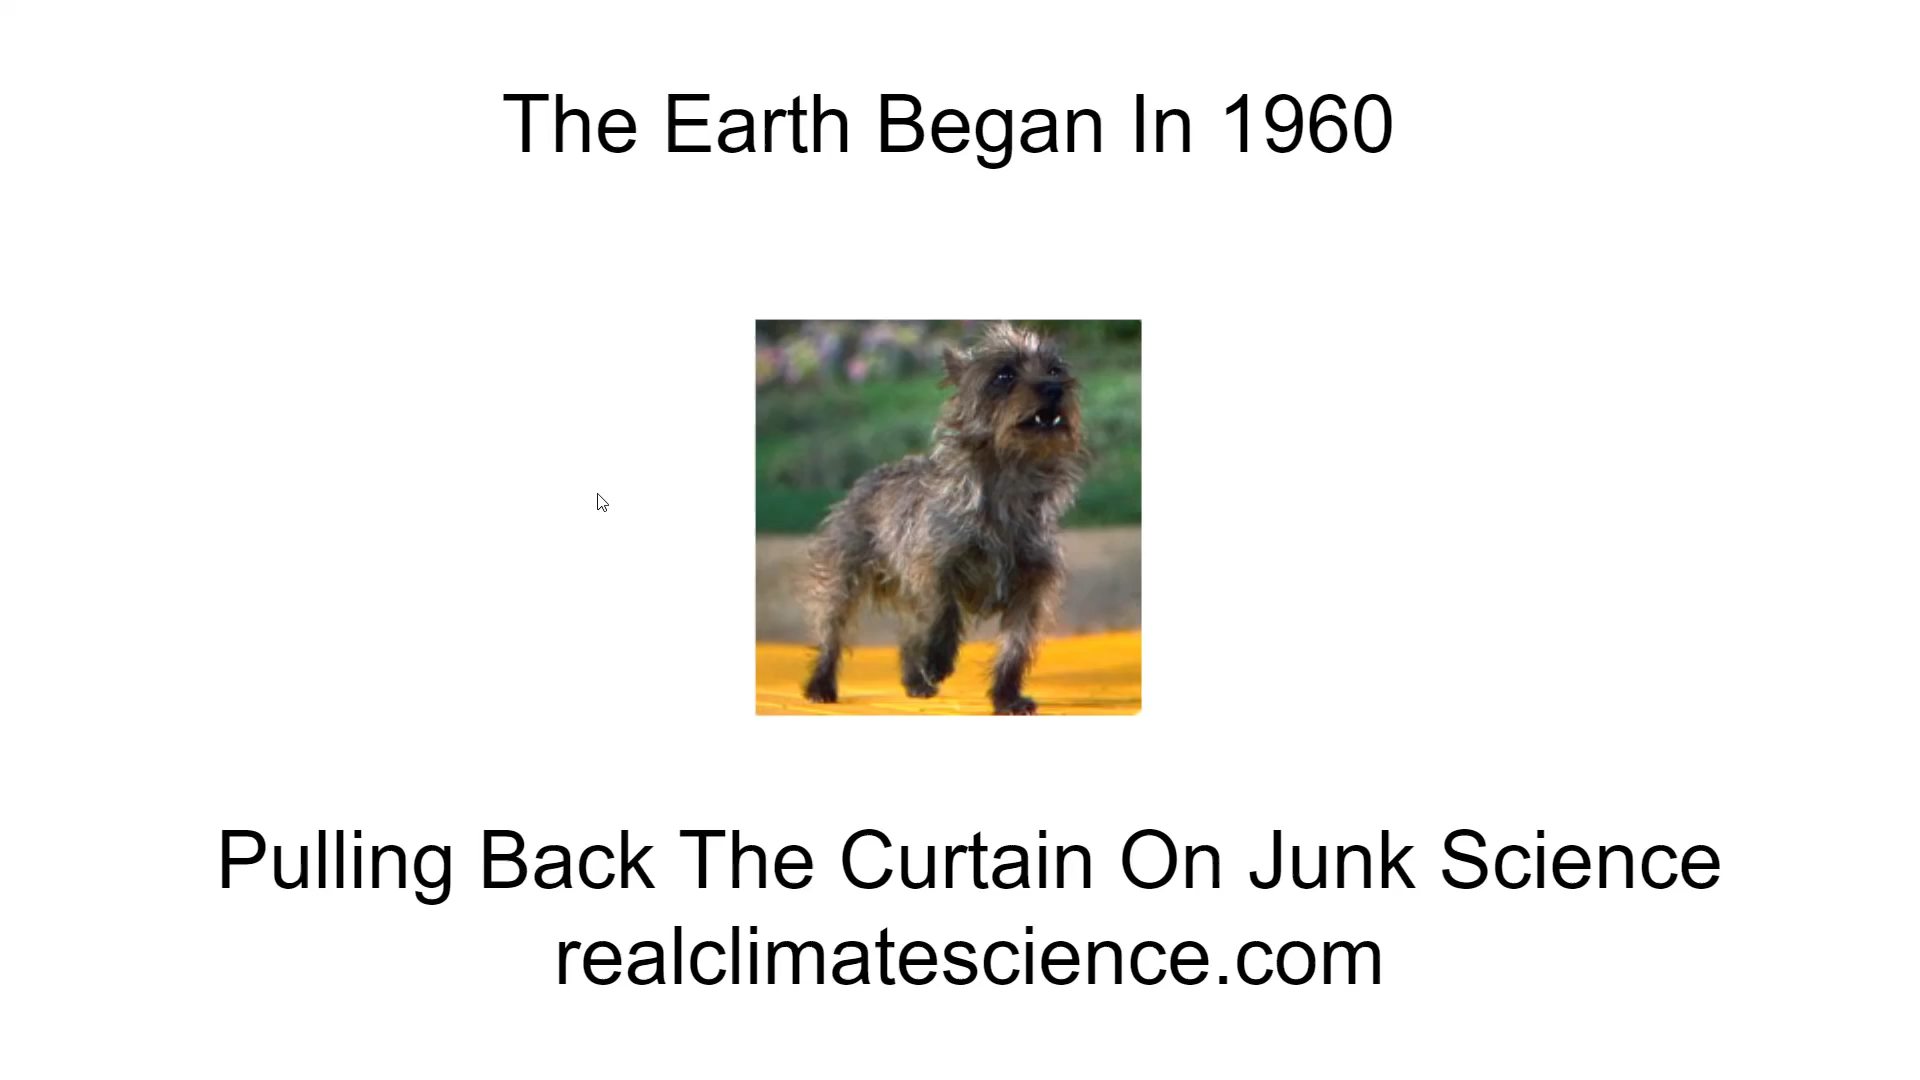 The Earth Began In 1960
Pulling Back The Curtain On Junk Science
realclimatescience.com